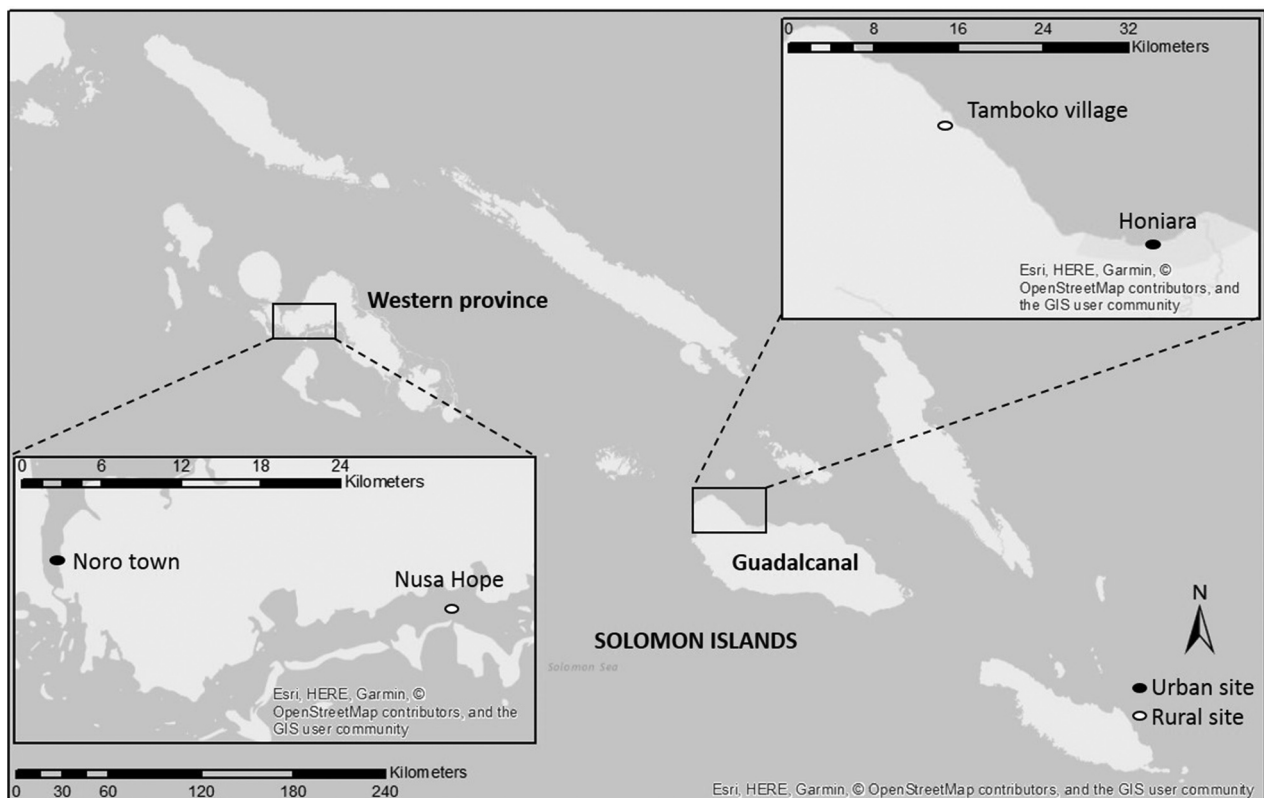 0 8 16 24 32
Kilometers
Tamboko village
Honiara
Esri, HERE, Garmin, ©
OpenStreetMap contributors, and
the GIS user community
Western province
0 6 12 18 24
Kilometers
Noro town
Nusa Hope
Esri, HERE, Garmin, ©
OpenStreetMap contributors, and the
GIS user community
Guadalcanal
SOLOMON ISLANDS
Solomon Sea
N
Urban site
Rural site
Kilometers
0 30 60 120 180 240
Esri, HERE, Garmin, © OpenStreetMap contributors, and the GIS user community